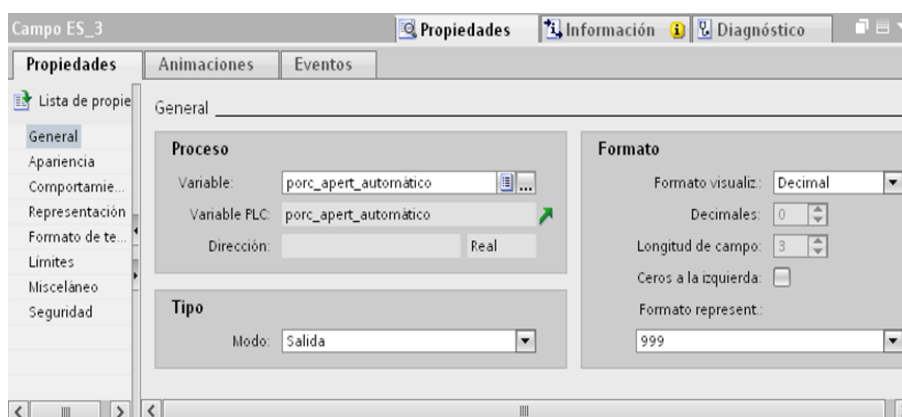 Campo ES_3
Propiedades
Información
Diagnóstico
Propiedades
Animaciones
Eventos
Lista de propie
General
Apariencia
Comportamie...
Representación
Formato de te...
Límites
Misceláneo
Seguridad
General
Proceso
Variable: porc_apert_automático
Variable PLC: porc_apert_automático
Dirección: Real
Tipo
Modo: Salida
Formato
Formato visualiz.: Decimal
Decimales: 0
Longitud de campo: 3
Ceros a la izquierda:
Formato represent.:
999